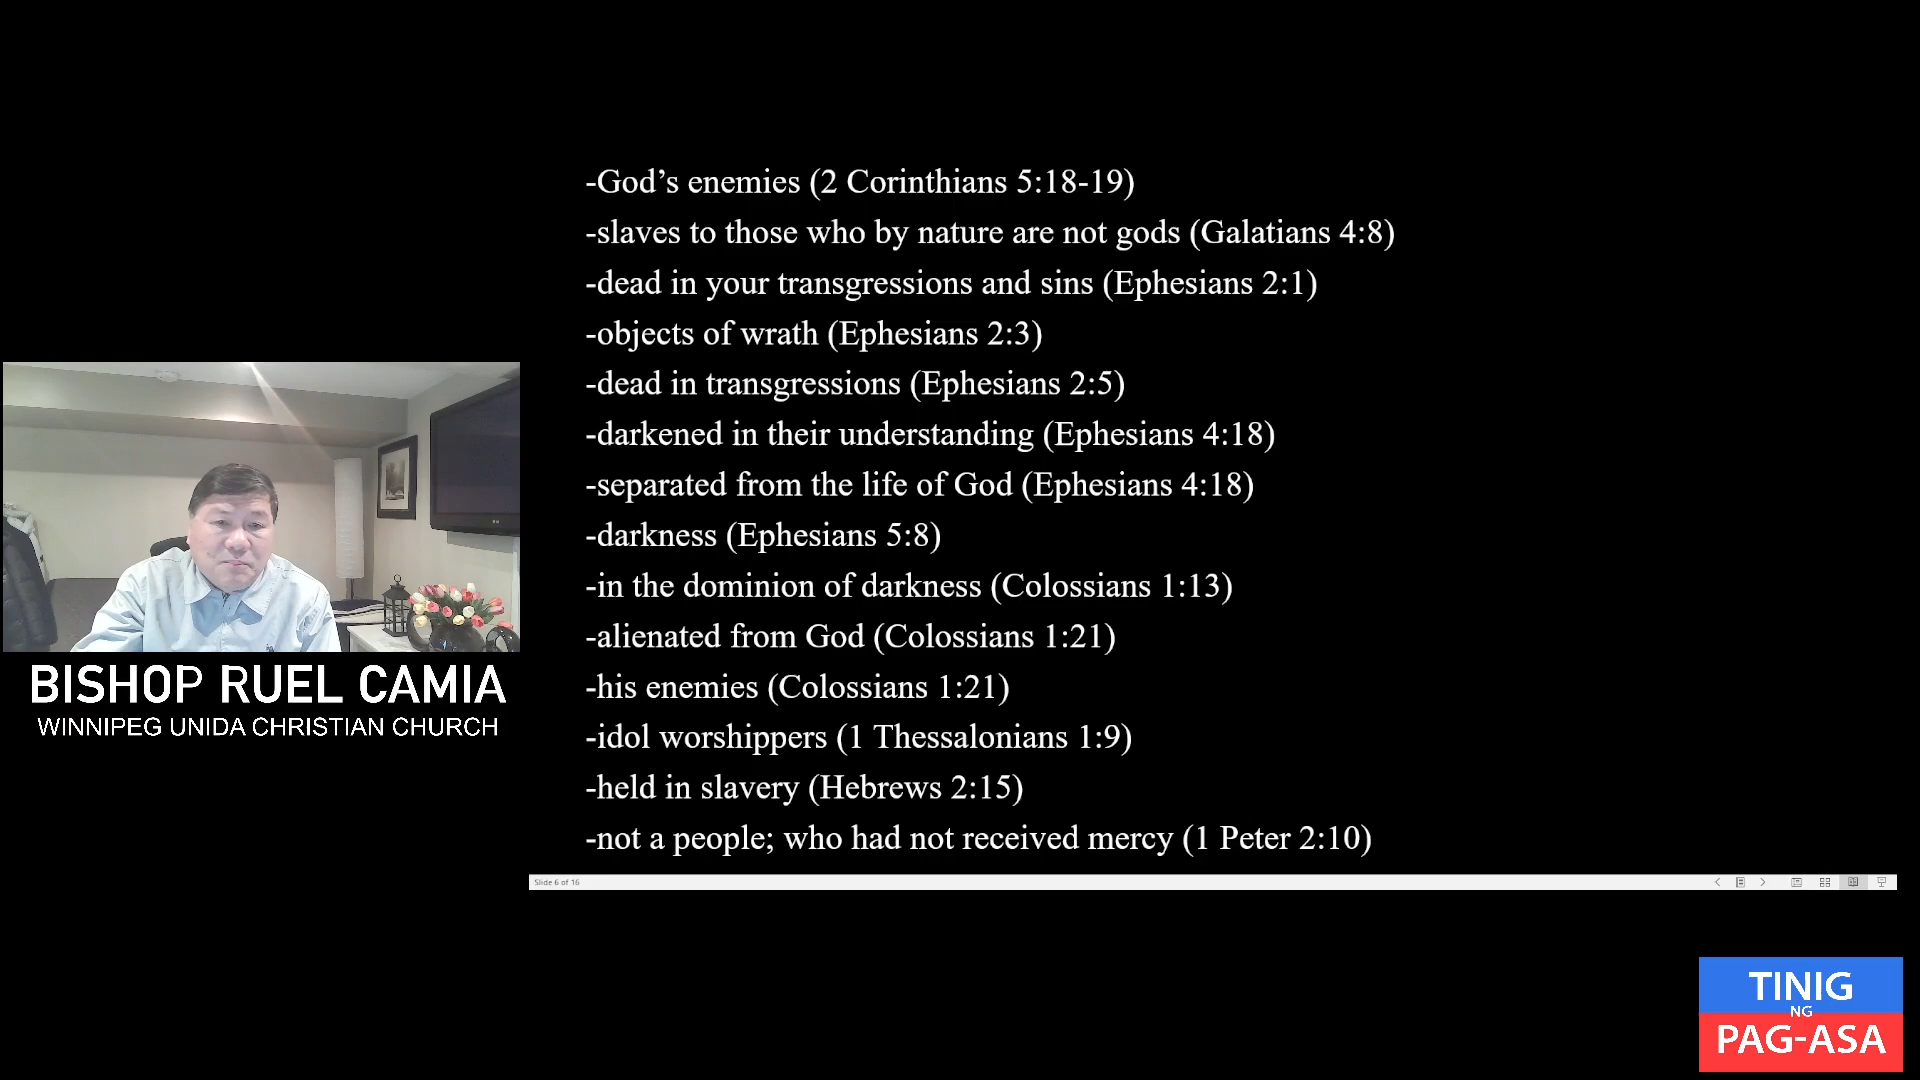 -God’s enemies (2 Corinthians 5:18-19)
-slaves to those who by nature are not gods (Galatians 4:8)
-dead in your transgressions and sins (Ephesians 2:1)
-objects of wrath (Ephesians 2:3)
-dead in transgressions (Ephesians 2:5)
-darkened in their understanding (Ephesians 4:18)
-separated from the life of God (Ephesians 4:18)
-darkness (Ephesians 5:8)
-in the dominion of darkness (Colossians 1:13)
-alienated from God (Colossians 1:21)
-his enemies (Colossians 1:21)
-idol worshippers (1 Thessalonians 1:9)
-held in slavery (Hebrews 2:15)
-not a people; who had not received mercy (1 Peter 2:10)
BISHOP RUEL CAMIA
WINNIPEG UNIDA CHRISTIAN CHURCH
Slide 6 of 16
TINIG
NG
PAG-ASA